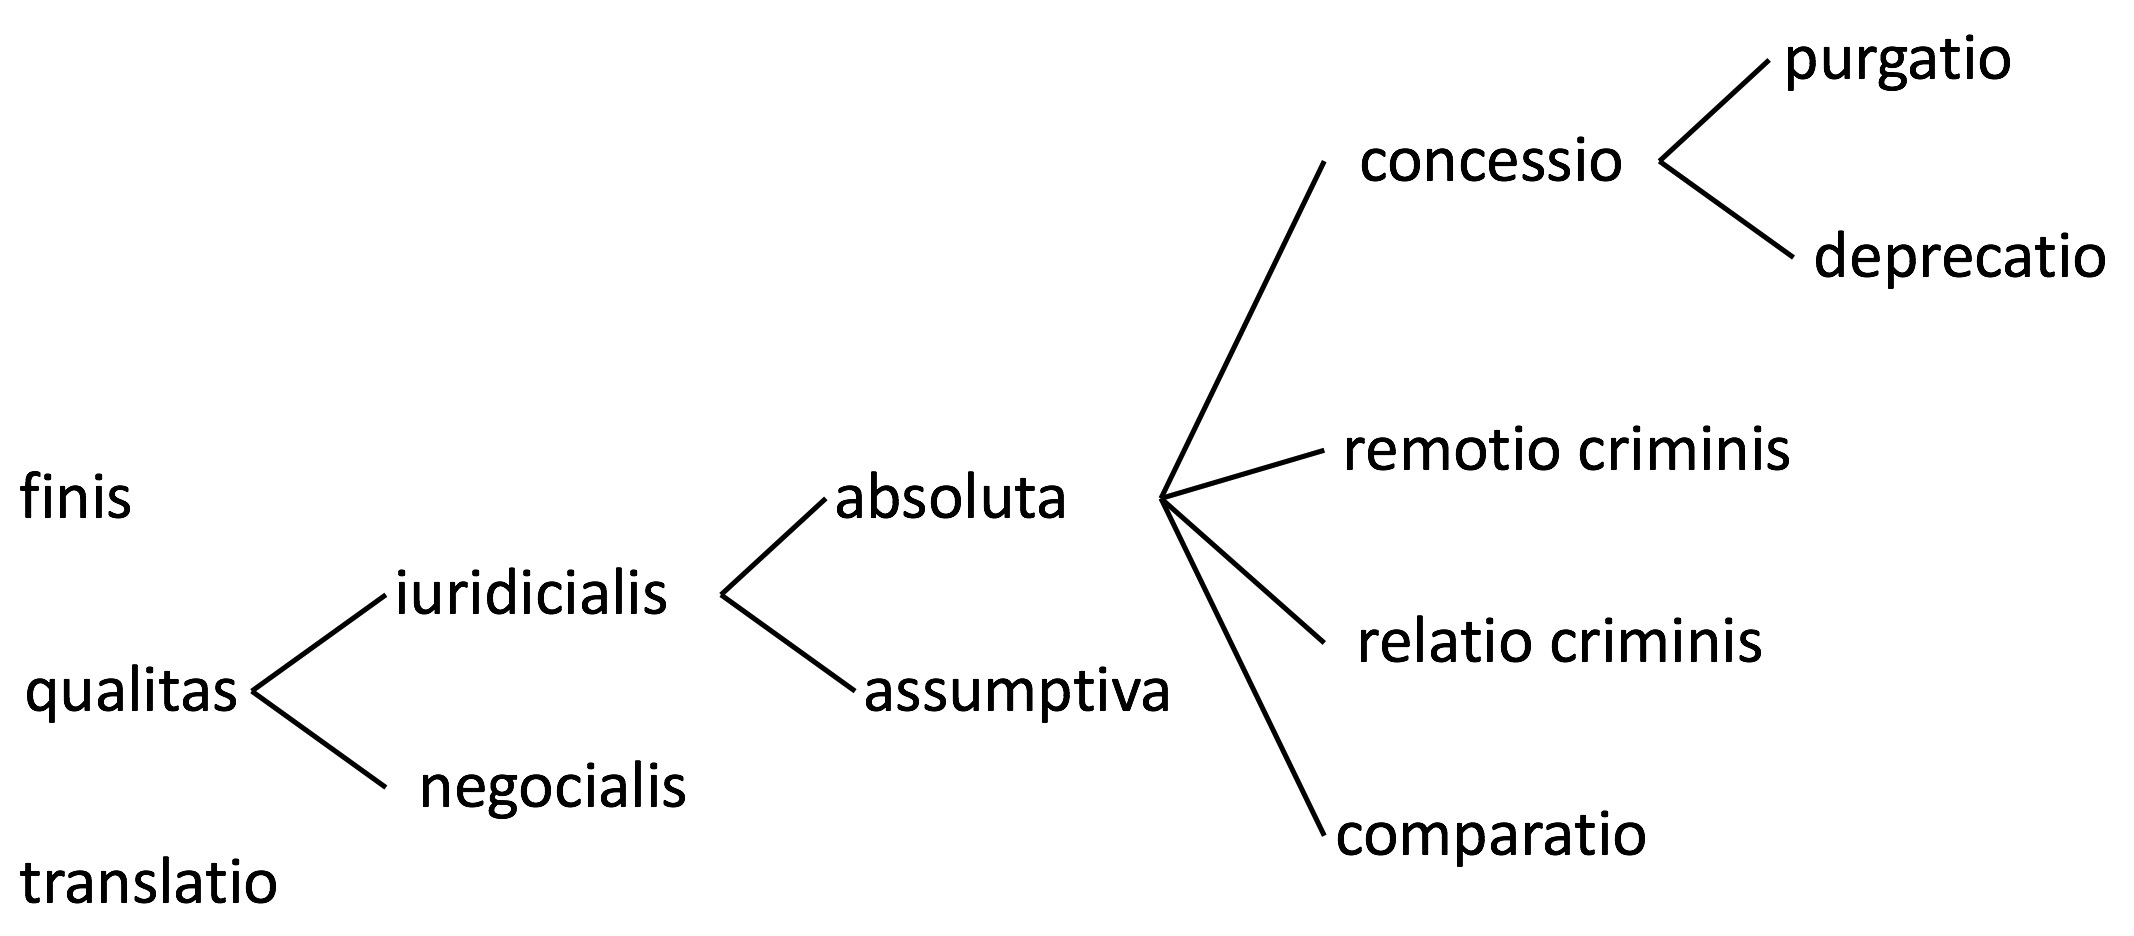 purgatio
concessio
deprecatio
remotio criminis
finis
absoluta
iuridicialis
relatio criminis
qualitas
assumptiva
negocialis
comparatio
translatio